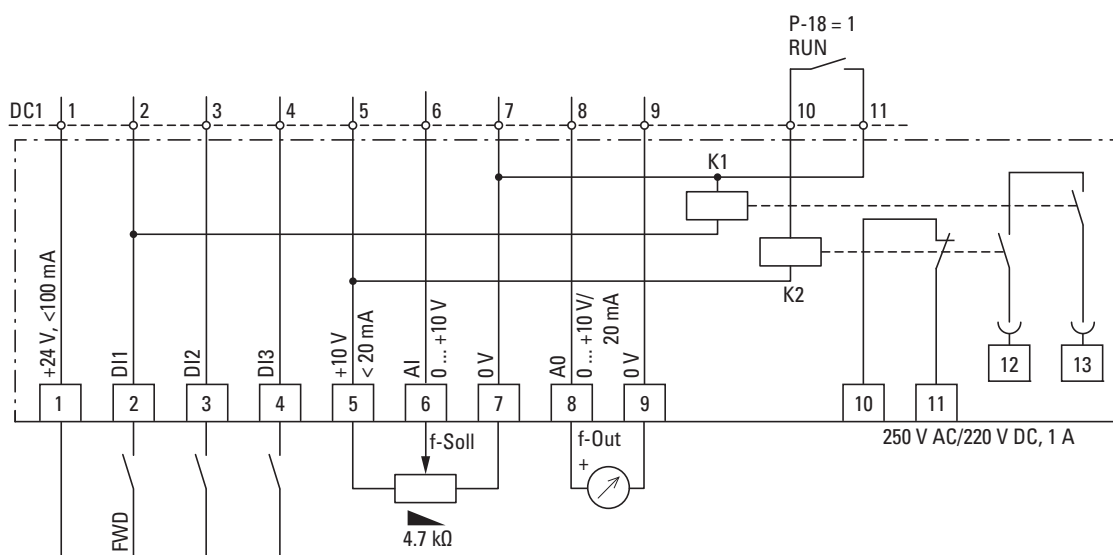 P-18 = 1
RUN
DC1 1 2 3 4 5 6 7 8 9 10 11
K1
K2
+24 V, <100 mA
DI1
DI2
DI3
+10 V
< 20 mA
AI
0 ... +10 V
0 V
A0
0 ... +10 V/
20 mA
0 V
12 13
1 2 3 4 5 6 7 8 9 10 11
250 V AC/220 V DC, 1 A
f-Soll
f-Out
+
FWD
4.7 kΩ